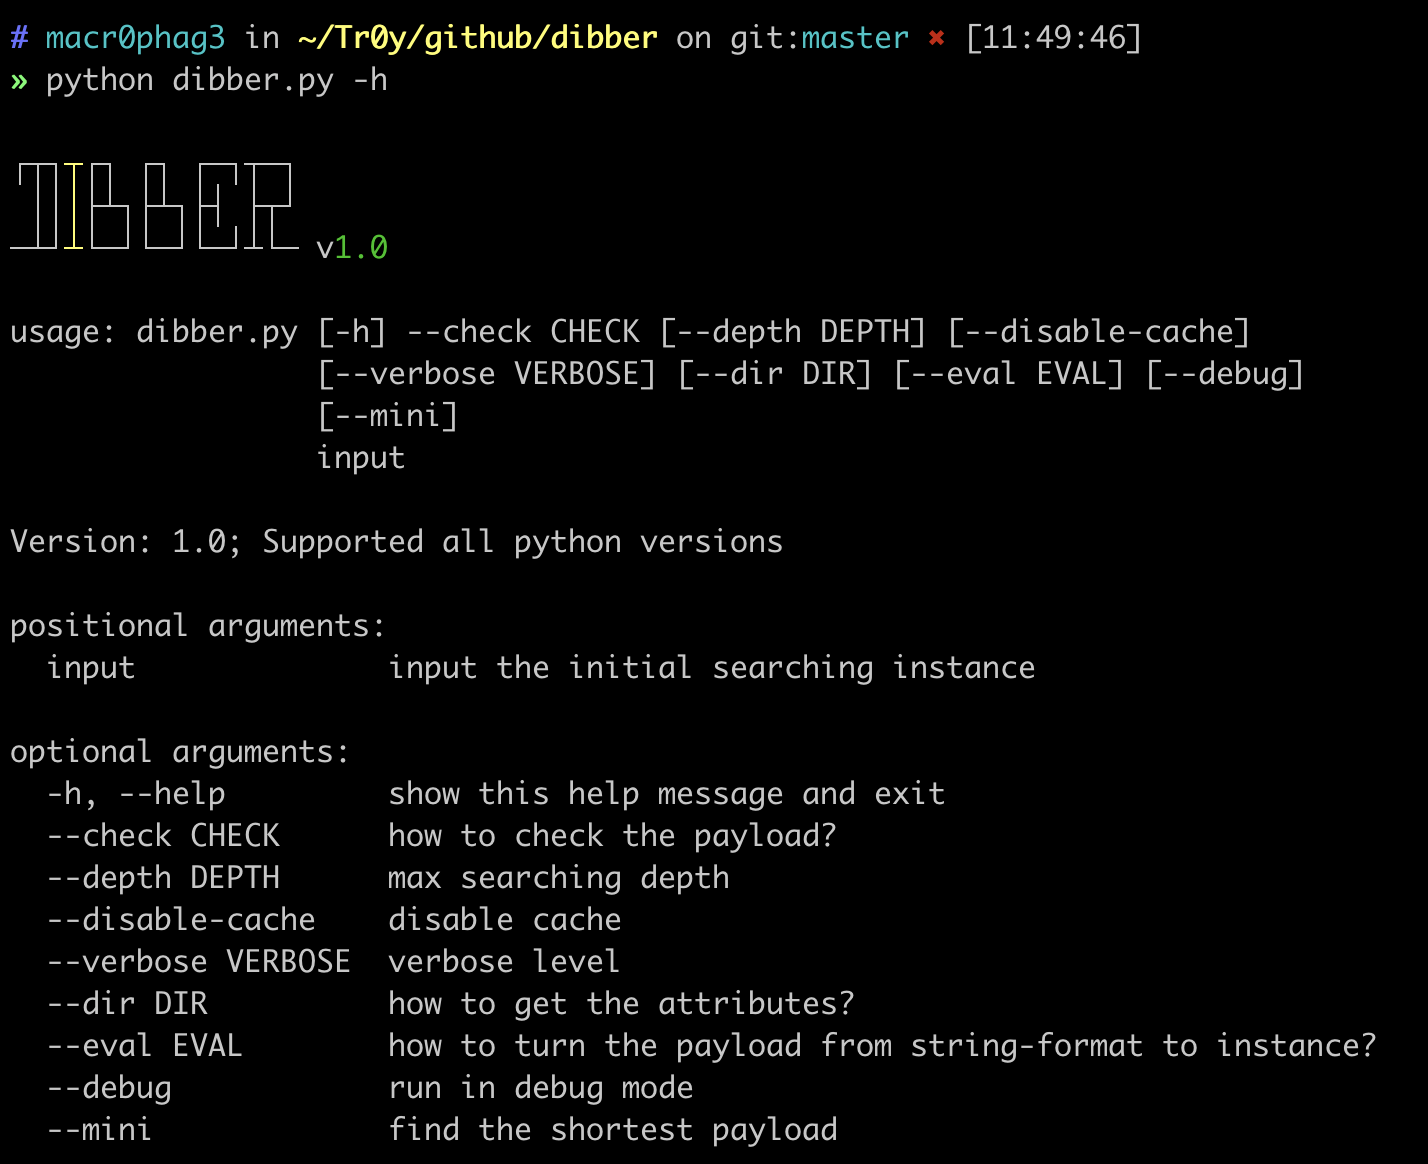 # macr0phag3 in ~/Tr0y/github/dibber on git:master ✖ [11:49:46]
» python dibber.py -h
DIBBER v1.0
usage: dibber.py [-h] --check CHECK [--depth DEPTH] [--disable-cache]
[--verbose VERBOSE] [--dir DIR] [--eval EVAL] [--debug]
[--mini]
input
Version: 1.0; Supported all python versions
positional arguments:
input input the initial searching instance
optional arguments:
-h, --help show this help message and exit
--check CHECK how to check the payload?
--depth DEPTH max searching depth
--disable-cache disable cache
--verbose VERBOSE verbose level
--dir DIR how to get the attributes?
--eval EVAL how to turn the payload from string-format to instance?
--debug run in debug mode
--mini find the shortest payload